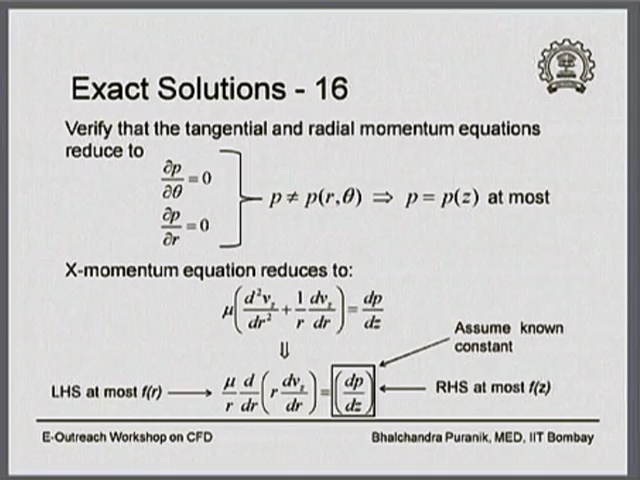 Exact Solutions - 16
Verify that the tangential and radial momentum equations
reduce to
∂p/∂θ = 0
∂p/∂r = 0
p ≠ p(r,θ) ⇒ p = p(z) at most
X-momentum equation reduces to:
μ(d²v_z/dr² + 1/r dv_z/dr) = dp/dz
⇓
Assume known
constant
LHS at most f(r)
μ/r d/dr (r dv_z/dr) = (dp/dz)
RHS at most f(z)
E-Outreach Workshop on CFD
Bhalchandra Puranik, MED, IIT Bombay